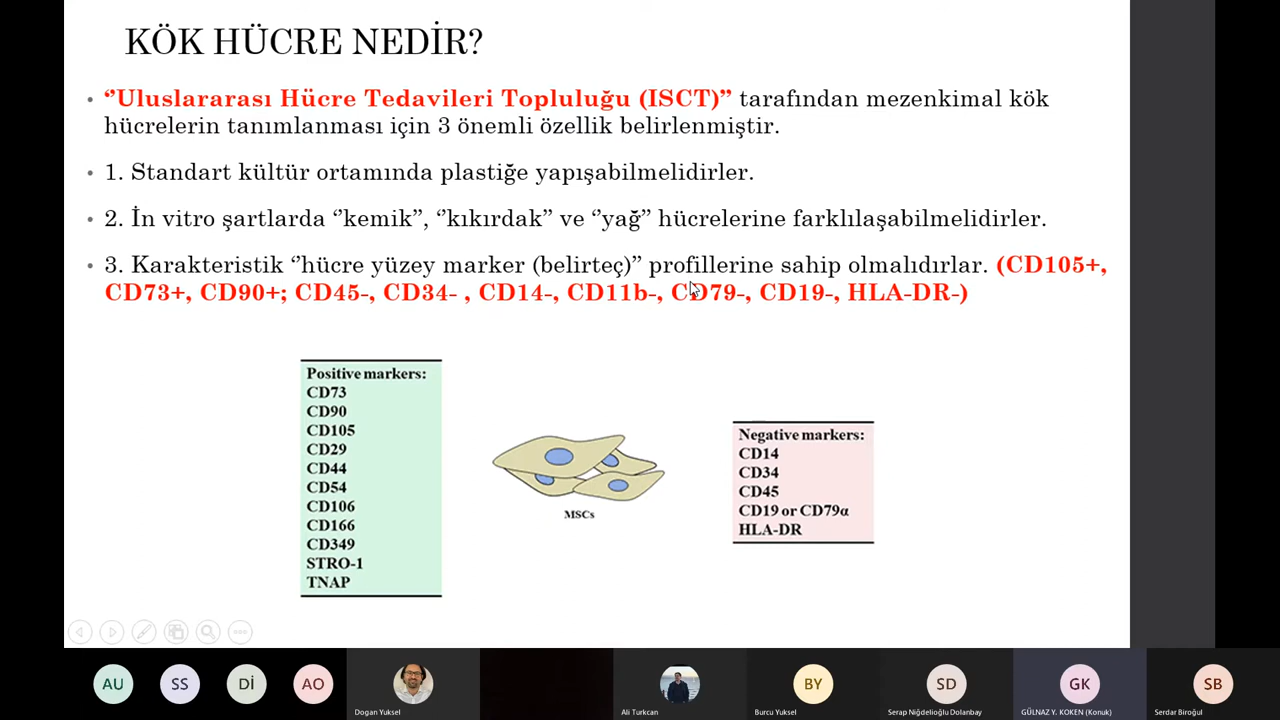 KÖK HÜCRE NEDİR?
• “Uluslararası Hücre Tedavileri Topluluğu (ISCT)” tarafından mezenkimal kök
hücrelerin tanımlanması için 3 önemli özellik belirlenmiştir.
• 1. Standart kültür ortamında plastiğe yapışabilmelidirler.
• 2. İn vitro şartlarda “kemik”, “kıkırdak” ve “yağ” hücrelerine farklılaşabilmelidirler.
• 3. Karakteristik “hücre yüzey marker (belirteç)” profillerine sahip olmalıdırlar. (CD105+,
CD73+, CD90+; CD45-, CD34- , CD14-, CD11b-, CD79-, CD19-, HLA-DR-)
Positive markers:
CD73
CD90
CD105
CD29
CD44
CD54
CD106
CD166
CD349
STRO-1
TNAP
MSCs
Negative markers:
CD14
CD34
CD45
CD19 or CD79α
HLA-DR
AU
SS
Dİ
AO
Dogan Yuksel
Ali Turkcan
BY
Burcu Yuksel
SD
Serap Niğdelioğlu Dolanbay
GK
GÜLNAZ Y. KOKEN (Konuk)
SB
Serdar Biroğul